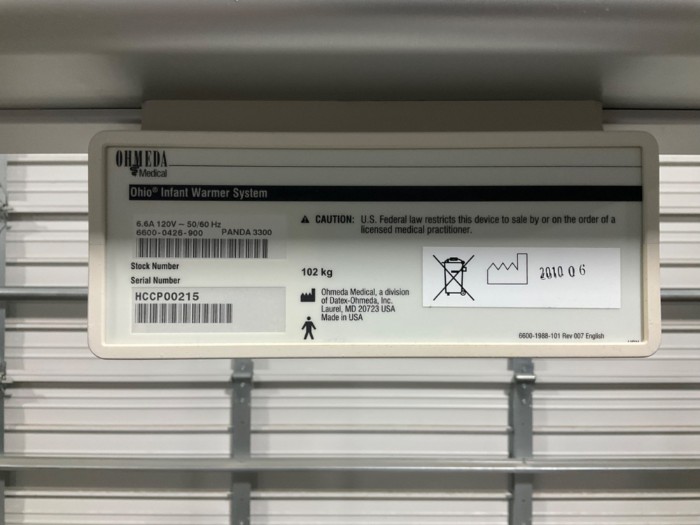 OHMEDA
Medical
Ohio® Infant Warmer System
6.6A 120V ~ 50/60 Hz
6600-0426-900 PANDA 3300
Stock Number
Serial Number
HCCP00215
CAUTION: U.S. Federal law restricts this device to sale by or on the order of a
licensed medical practitioner.
102 kg
Ohmeda Medical, a division
of Datex-Ohmeda, Inc.
Laurel, MD 20723 USA
Made in USA
2010 06
6600-1988-101 Rev 007 English